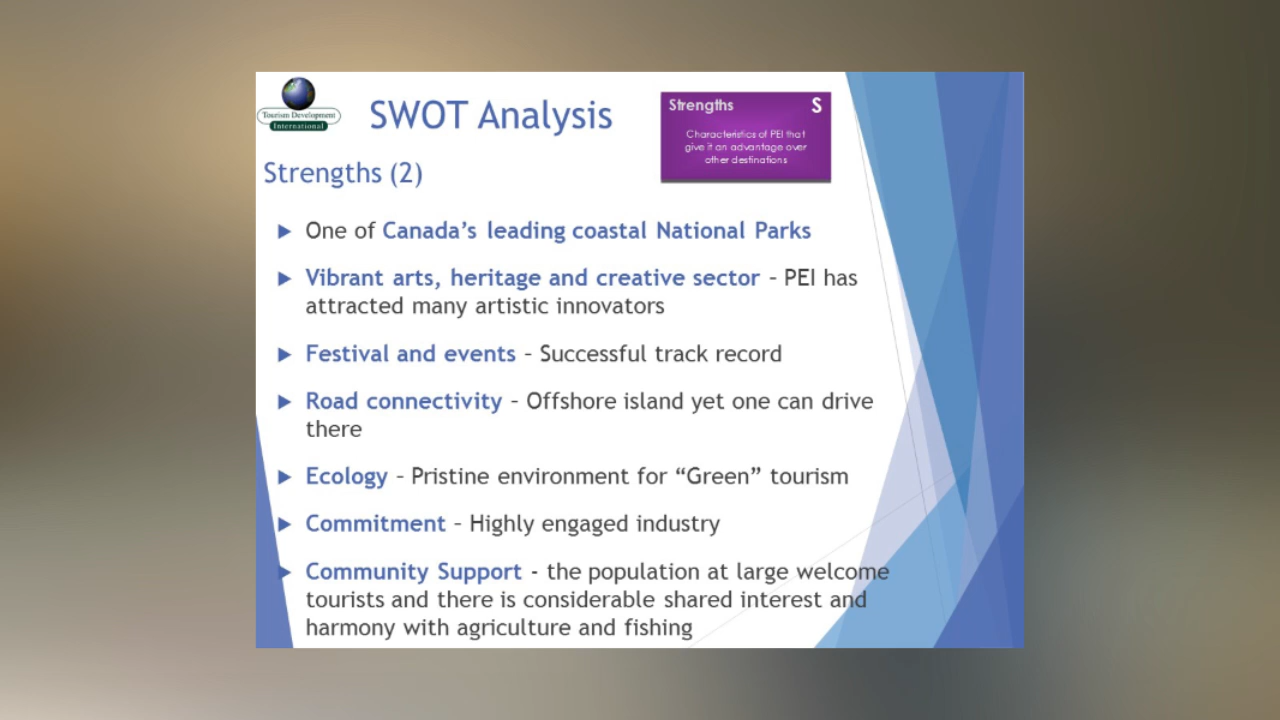 Tourism Development
International
SWOT Analysis
Strengths S
Characteristics of PEI that
give it an advantage over
other destinations
Strengths (2)
One of Canada’s leading coastal National Parks
Vibrant arts, heritage and creative sector – PEI has
attracted many artistic innovators
Festival and events – Successful track record
Road connectivity – Offshore island yet one can drive
there
Ecology – Pristine environment for “Green” tourism
Commitment – Highly engaged industry
Community Support - the population at large welcome
tourists and there is considerable shared interest and
harmony with agriculture and fishing